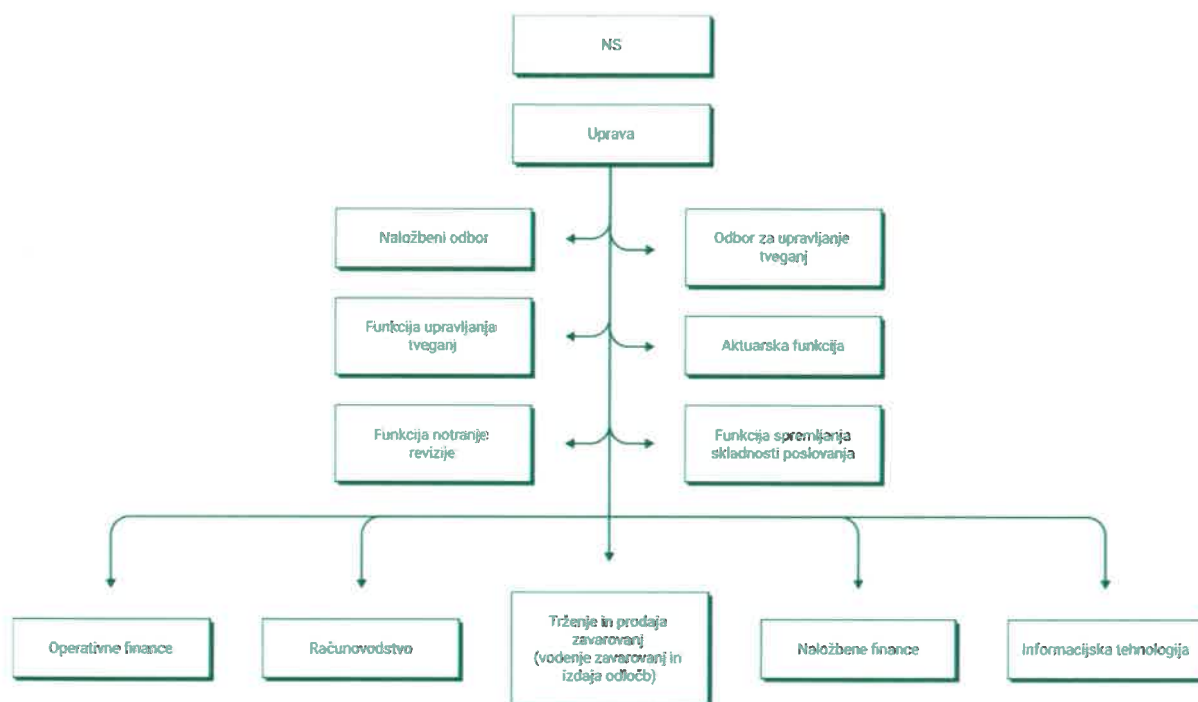 NS
Uprava
Naložbeni odbor
Odbor za upravljanje
tveganj
Funkcija upravljanja
tveganj
Aktuarska funkcija
Funkcija notranje
revizije
Funkcija spremljanja
skladnosti poslovanja
Operativne finance
Računovodstvo
Trženje in prodaja
zavarovanj
(vodenje zavarovanj in
izdaja odločb)
Naložbene finance
Informacijska tehnologija